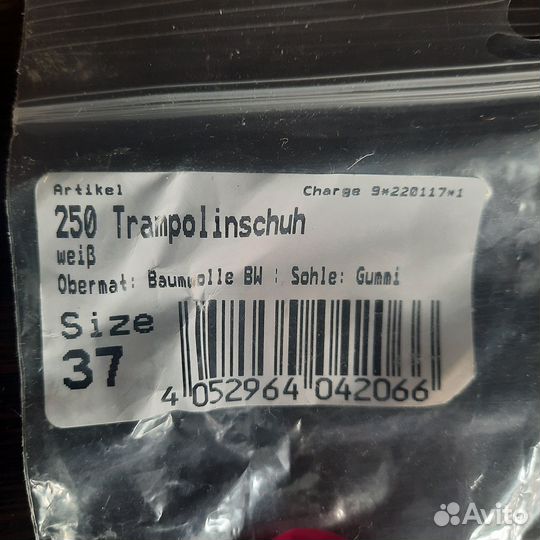 Artikel Charge 9*220117*1
250 Trampolinschuh
weiß
Obermat: Baumwolle BW : Sohle: Gummi
Size
37
4 052964 042066
Avito